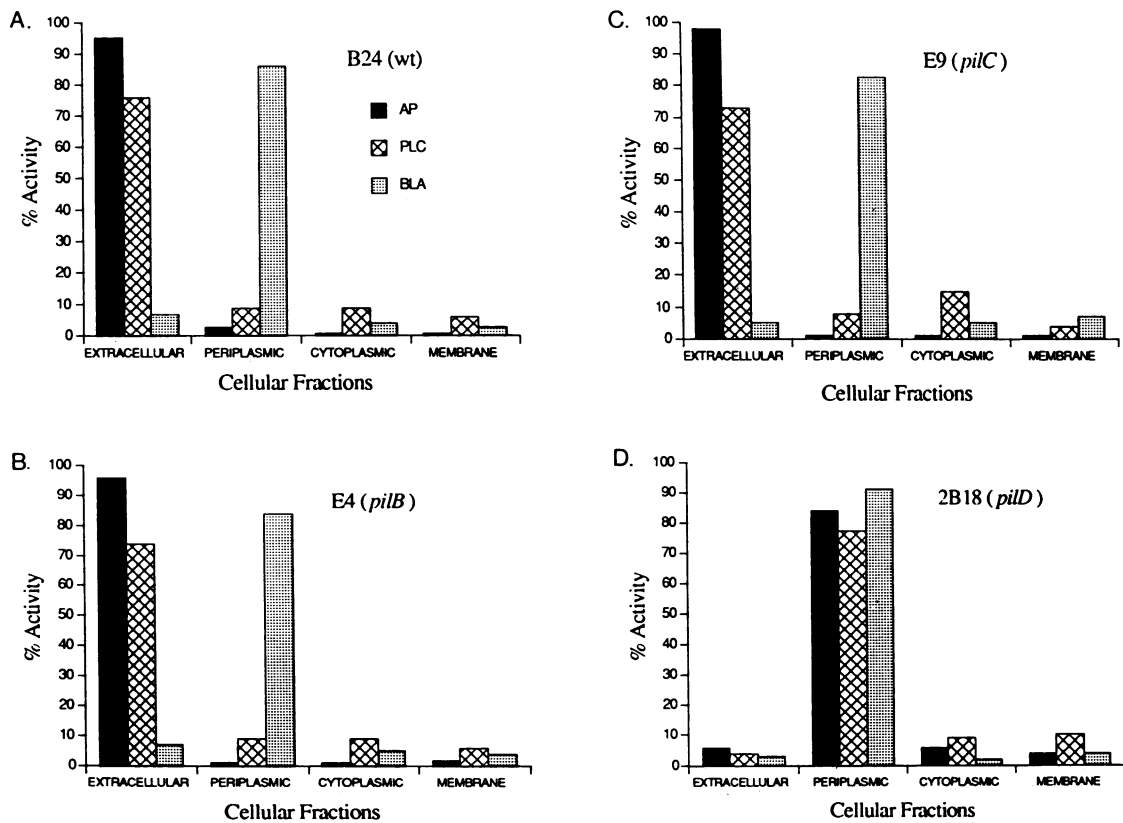 A.
B24 (wt)
AP
PLC
BLA
% Activity
100
90
80
70
60
50
40
30
20
10
0
EXTRACELLULAR PERIPLASMIC CYTOPLASMIC MEMBRANE
Cellular Fractions
C.
E9 (pilC)
% Activity
100
90
80
70
60
50
40
30
20
10
0
EXTRACELLULAR PERIPLASMIC CYTOPLASMIC MEMBRANE
Cellular Fractions
B.
E4 (pilB)
% Activity
100
90
80
70
60
50
40
30
20
10
0
EXTRACELLULAR PERIPLASMIC CYTOPLASMIC MEMBRANE
Cellular Fractions
D.
2B18 (pilD)
% Activity
100
90
80
70
60
50
40
30
20
10
0
EXTRACELLULAR PERIPLASMIC CYTOPLASMIC MEMBRANE
Cellular Fractions